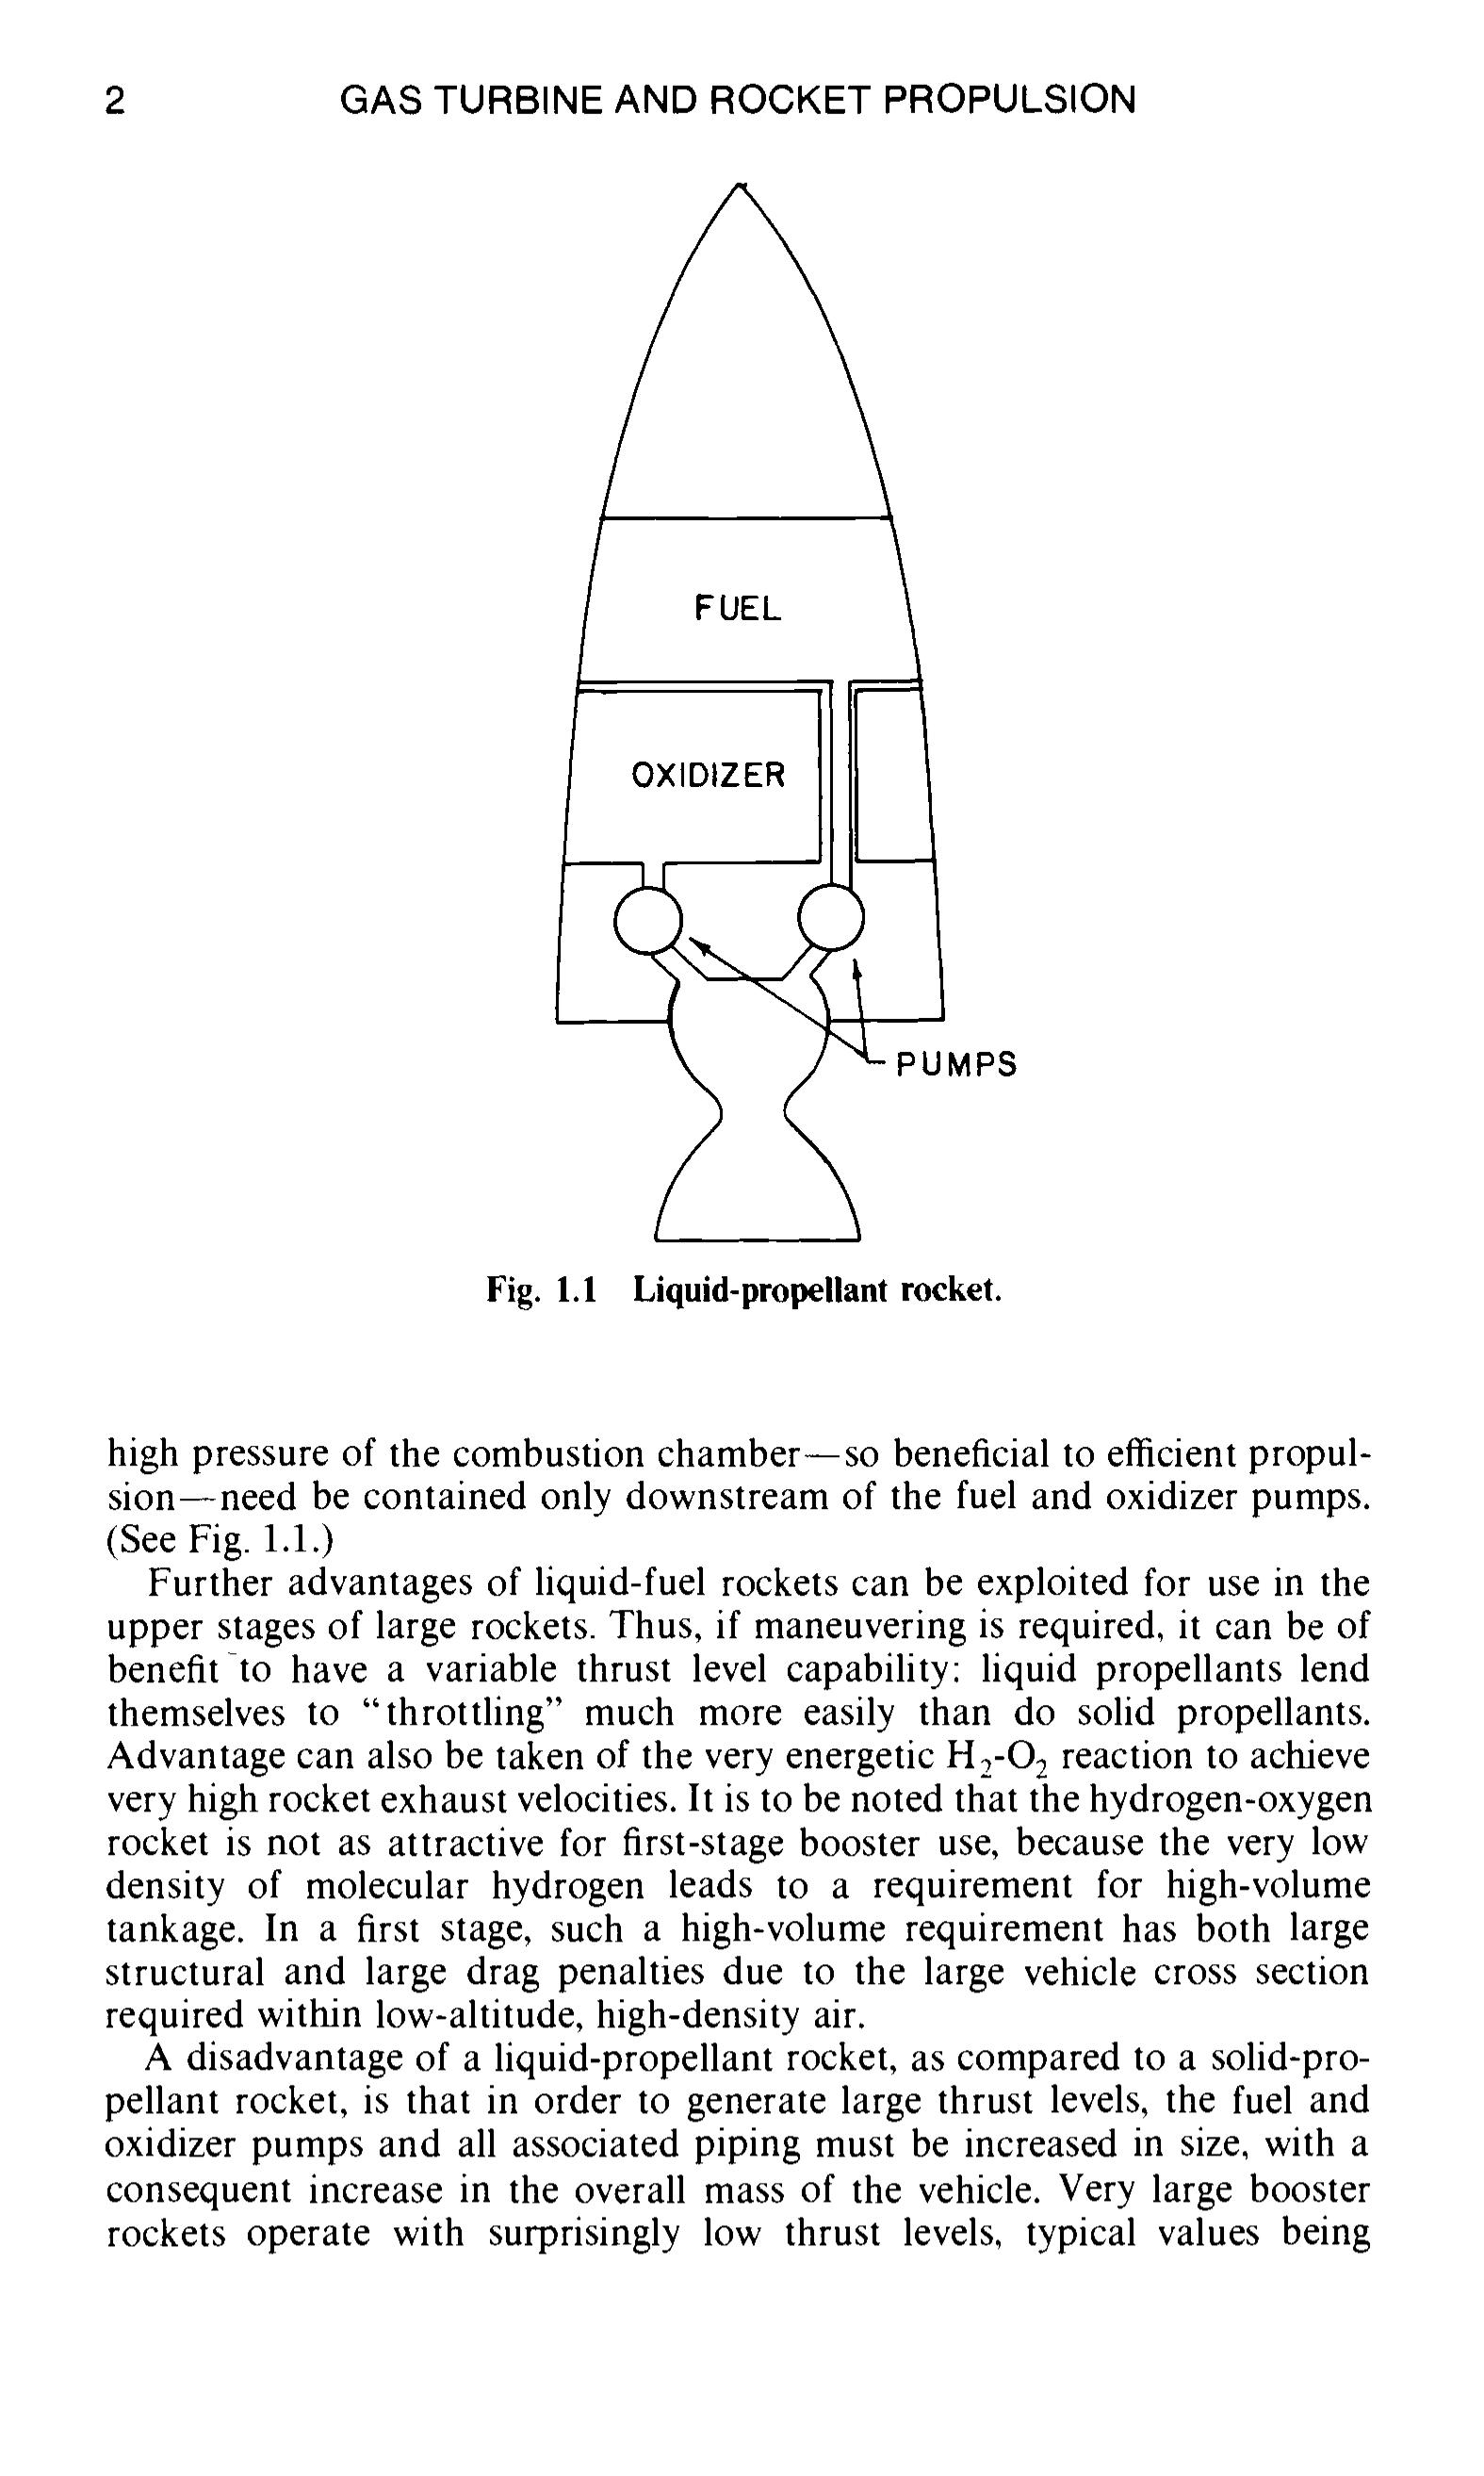 2 GAS TURBINE AND ROCKET PROPULSION
FUEL
OXIDIZER
PUMPS
Fig. 1.1 Liquid-propellant rocket.
high pressure of the combustion chamber—so beneficial to efficient propul-
sion—need be contained only downstream of the fuel and oxidizer pumps.
(See Fig. 1.1.)
Further advantages of liquid-fuel rockets can be exploited for use in the
upper stages of large rockets. Thus, if maneuvering is required, it can be of
benefit to have a variable thrust level capability: liquid propellants lend
themselves to “throttling” much more easily than do solid propellants.
Advantage can also be taken of the very energetic H₂-O₂ reaction to achieve
very high rocket exhaust velocities. It is to be noted that the hydrogen-oxygen
rocket is not as attractive for first-stage booster use, because the very low
density of molecular hydrogen leads to a requirement for high-volume
tankage. In a first stage, such a high-volume requirement has both large
structural and large drag penalties due to the large vehicle cross section
required within low-altitude, high-density air.
A disadvantage of a liquid-propellant rocket, as compared to a solid-pro-
pellant rocket, is that in order to generate large thrust levels, the fuel and
oxidizer pumps and all associated piping must be increased in size, with a
consequent increase in the overall mass of the vehicle. Very large booster
rockets operate with surprisingly low thrust levels, typical values being